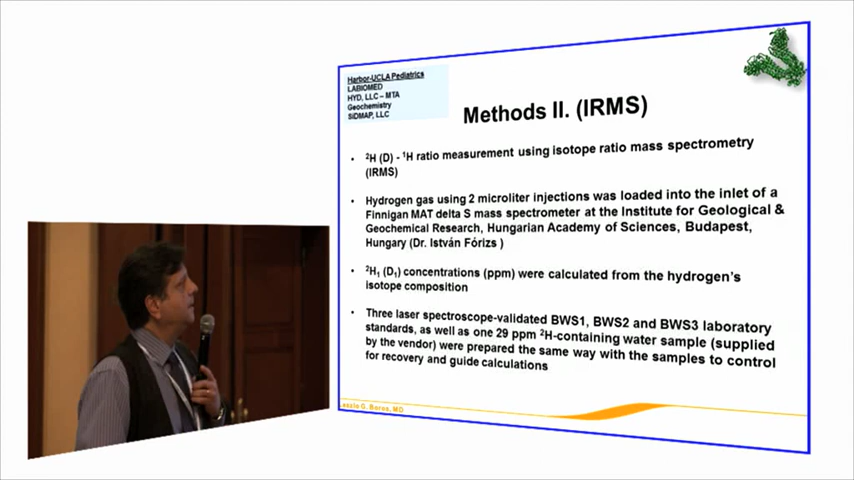 Harbor-UCLA Pediatrics
LABIOMED
HYD, LLC – MTA
Geochemistry
SiDMAP, LLC
Methods II. (IRMS)
• ²H (D) - ¹H ratio measurement using isotope ratio mass spectrometry
(IRMS)
• Hydrogen gas using 2 microliter injections was loaded into the inlet of a
Finnigan MAT delta S mass spectrometer at the Institute for Geological &
Geochemical Research, Hungarian Academy of Sciences, Budapest,
Hungary (Dr. István Fórizs )
• ²H₁ (D₁) concentrations (ppm) were calculated from the hydrogen's
isotope composition
• Three laser spectroscope-validated BWS1, BWS2 and BWS3 laboratory
standards, as well as one 29 ppm ²H-containing water sample (supplied
by the vendor) were prepared the same way with the samples to control
for recovery and guide calculations
G. Boros, MD